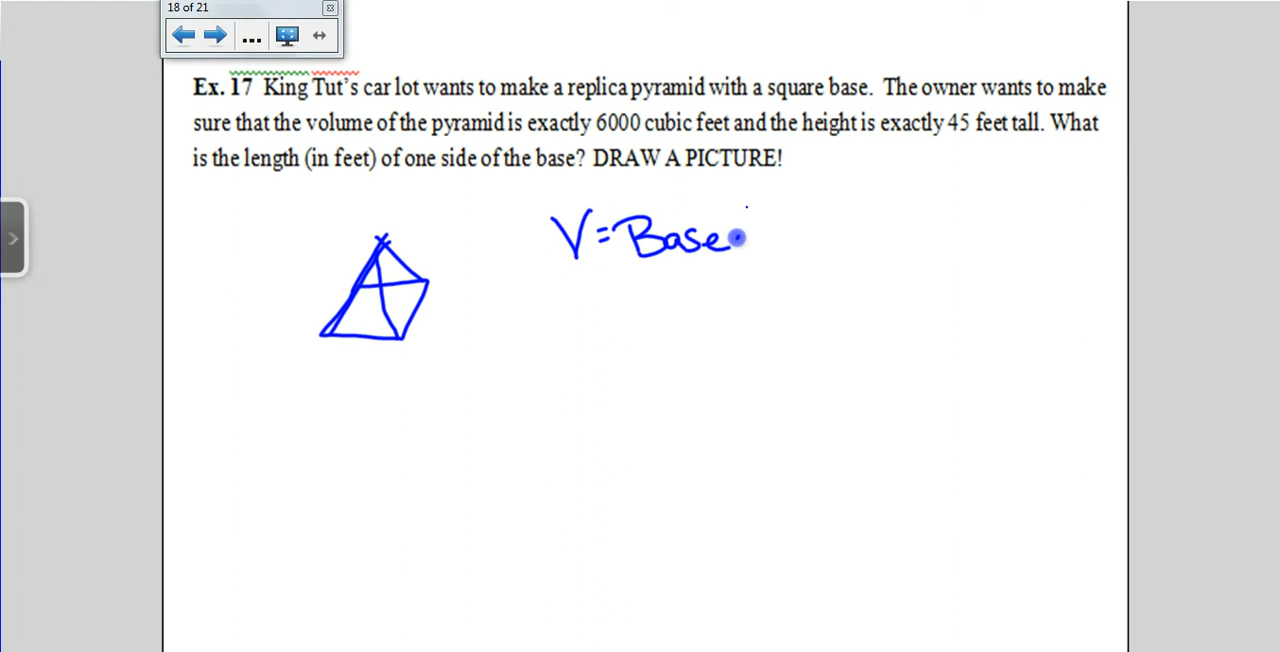 18 of 21
Ex. 17 King Tut's car lot wants to make a replica pyramid with a square base. The owner wants to make
sure that the volume of the pyramid is exactly 6000 cubic feet and the height is exactly 45 feet tall. What
is the length (in feet) of one side of the base? DRAW A PICTURE!
V=Base